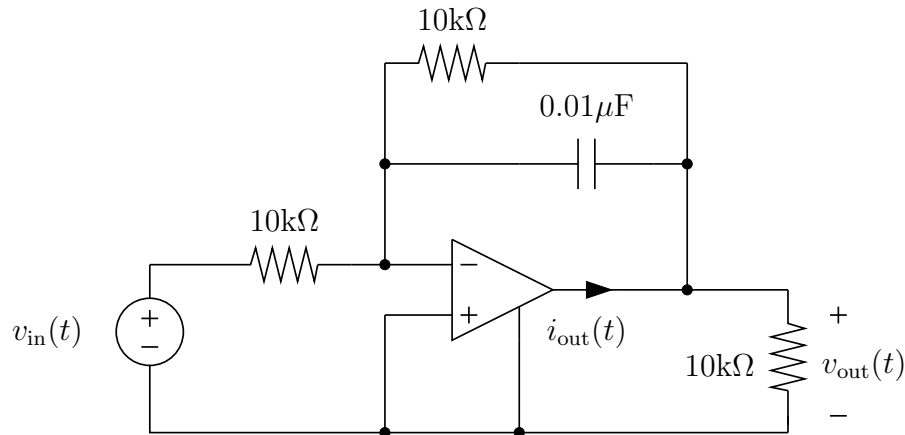 10kΩ
0.01μF
10kΩ
v_in(t)
+
−
−
+
i_out(t)
10kΩ
+
v_out(t)
−